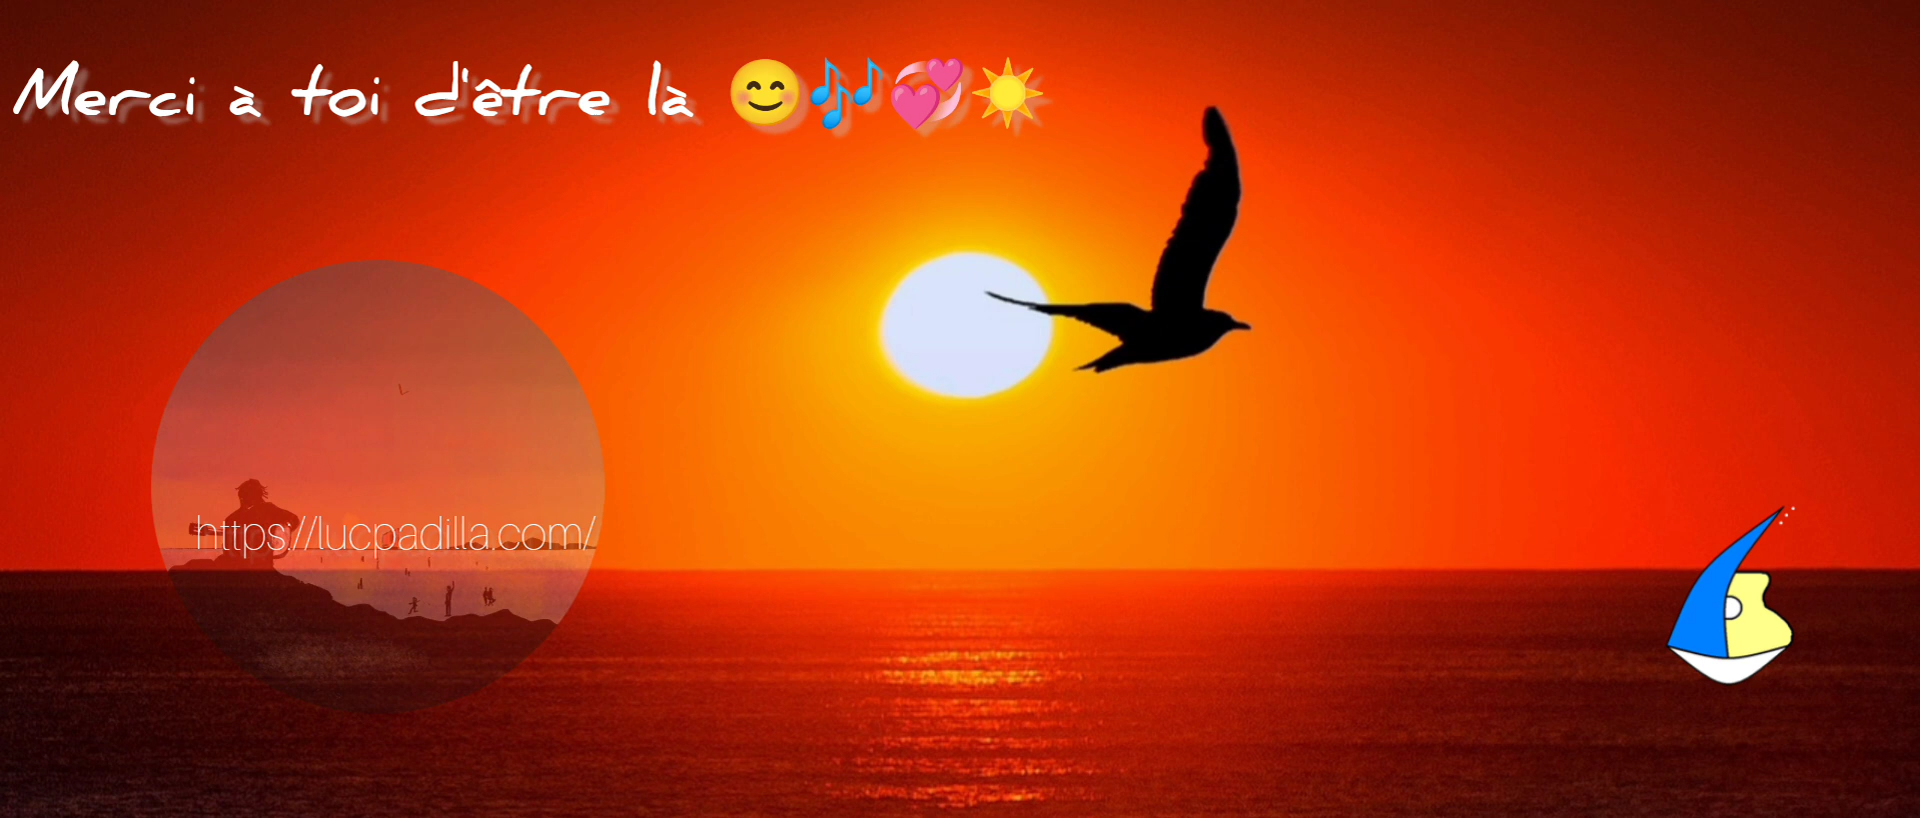 Merci à toi d'être là 😊🎶💞☀️
https://lucpadilla.com/